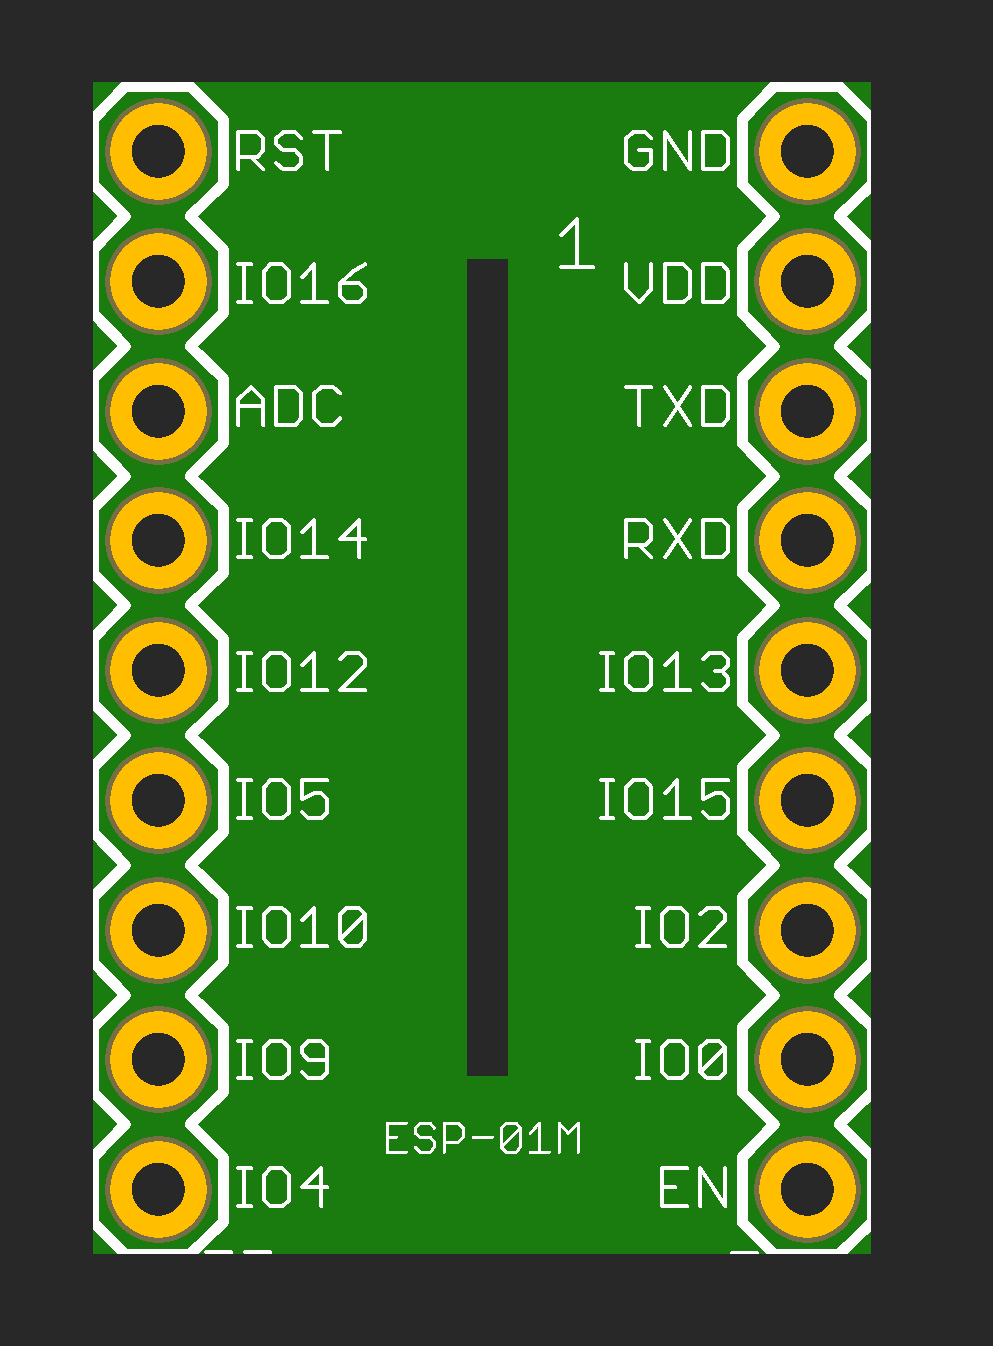 RST GND
1
IO16 VDD
ADC TXD
IO14 RXD
IO12 IO13
IO5 IO15
IO10 IO2
IO9 IO0
ESP-01M
IO4 EN